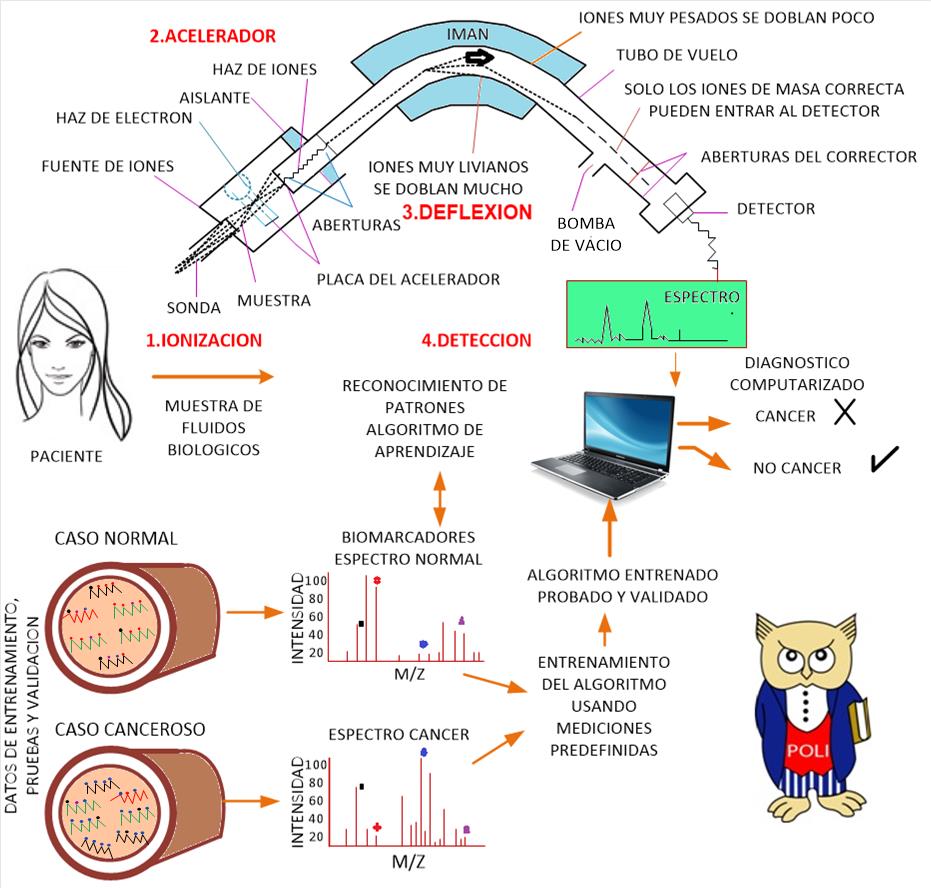 IONES MUY PESADOS SE DOBLAN POCO
2.ACELERADOR
IMAN
TUBO DE VUELO
HAZ DE IONES
SOLO LOS IONES DE MASA CORRECTA
PUEDEN ENTRAR AL DETECTOR
AISLANTE
HAZ DE ELECTRON
FUENTE DE IONES
IONES MUY LIVIANOS
SE DOBLAN MUCHO
ABERTURAS DEL CORRECTOR
3.DEFLEXION
ABERTURAS
BOMBA
DE VÁCIO
DETECTOR
PLACA DEL ACELERADOR
SONDA
MUESTRA
ESPECTRO
1.IONIZACION
4.DETECCION
MUESTRA DE
FLUIDOS
BIOLOGICOS
PACIENTE
RECONOCIMIENTO DE
PATRONES
ALGORITMO DE
APRENDIZAJE
DIAGNOSTICO
COMPUTARIZADO
CANCER
NO CANCER
CASO NORMAL
BIOMARCADORES
ESPECTRO NORMAL
INTENSIDAD
100
80
60
40
20
M/Z
ALGORITMO ENTRENADO
PROBADO Y VALIDADO
DATOS DE ENTRENAMIENTO,
PRUEBAS Y VALIDACION
ENTRENAMIENTO
DEL ALGORITMO
USANDO
MEDICIONES
PREDEFINIDAS
CASO CANCEROSO
ESPECTRO CANCER
INTENSIDAD
100
80
60
40
20
M/Z
POLI